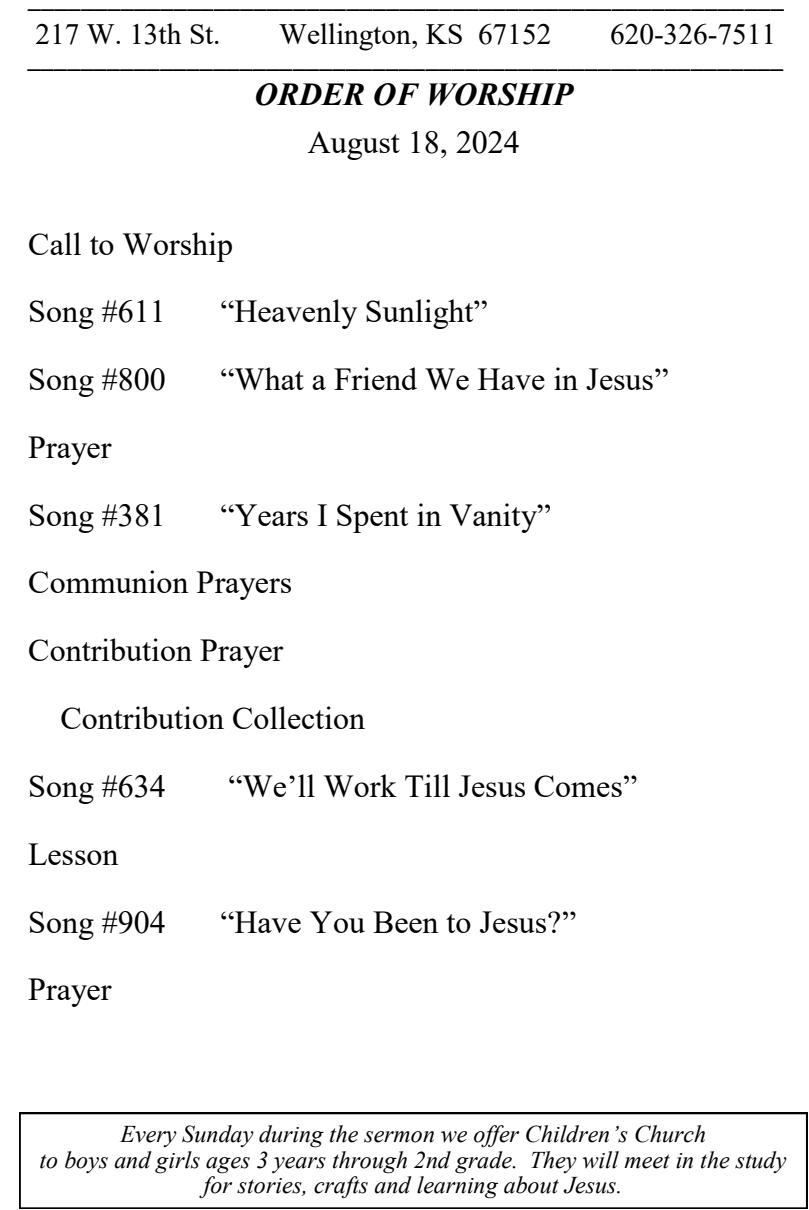 217 W. 13th St. Wellington, KS 67152 620-326-7511
ORDER OF WORSHIP
August 18, 2024
Call to Worship
Song #611 “Heavenly Sunlight”
Song #800 “What a Friend We Have in Jesus”
Prayer
Song #381 “Years I Spent in Vanity”
Communion Prayers
Contribution Prayer
Contribution Collection
Song #634 “We’ll Work Till Jesus Comes”
Lesson
Song #904 “Have You Been to Jesus?”
Prayer
Every Sunday during the sermon we offer Children’s Church
to boys and girls ages 3 years through 2nd grade. They will meet in the study
for stories, crafts and learning about Jesus.